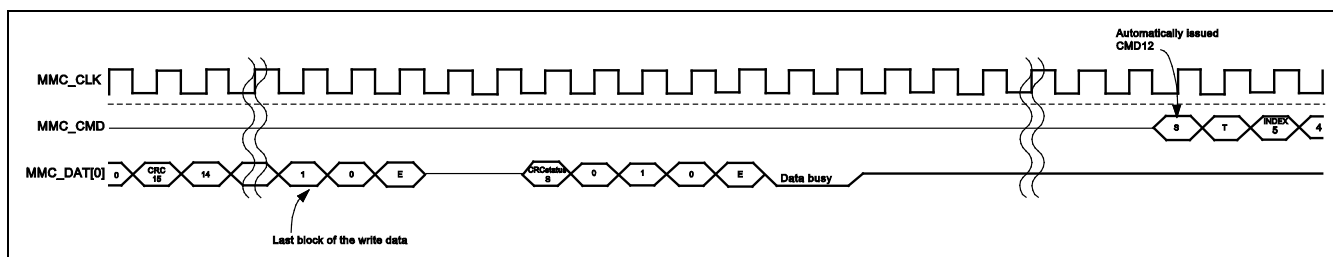 Automatically issued
CMD12
MMC_CLK
MMC_CMD
S T INDEX 4
5
MMC_DAT[0]
0 CRC 14 1 0 E CRCstatus 0 1 0 E Data busy
15 S
Last block of the write data